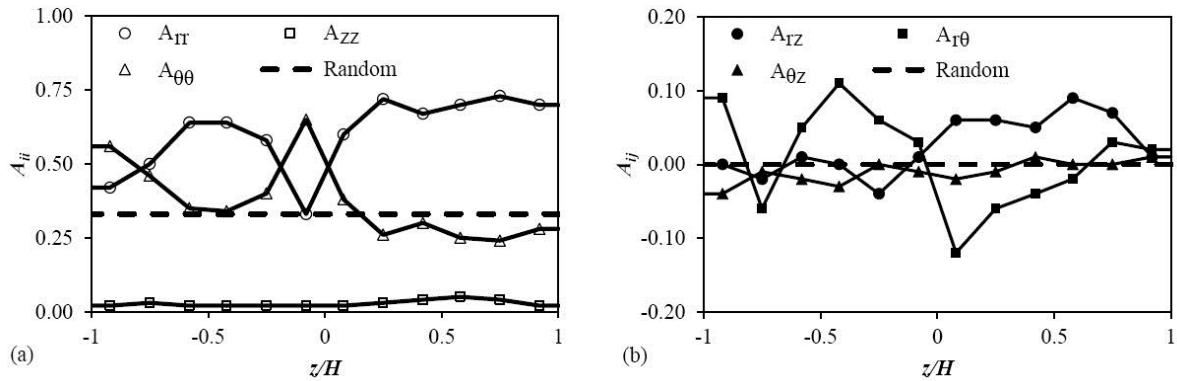 1.00
0.75
0.50
0.25
0.00
A_ii
A_rr
A_zz
A_θθ
Random
-1
-0.5
0
0.5
1
z/H
(a)
0.20
0.10
0.00
-0.10
-0.20
A_ij
A_rz
A_rθ
A_θz
Random
-1
-0.5
0
0.5
1
z/H
(b)